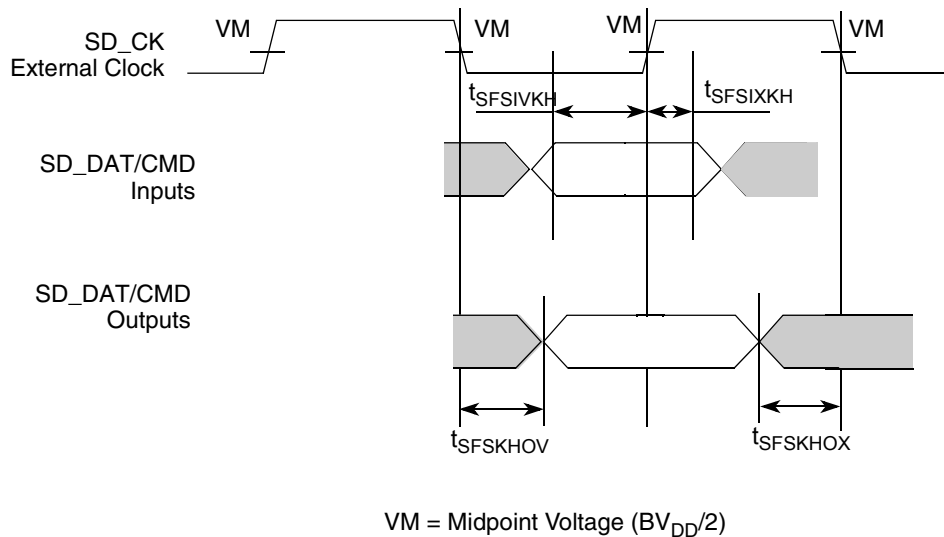 VM
VM
VM
VM
SD_CK
External Clock
tSFSIVKH
tSFSIXKH
SD_DAT/CMD
Inputs
SD_DAT/CMD
Outputs
tSFSKHOV
tSFSKHOX
VM = Midpoint Voltage (BVDD/2)